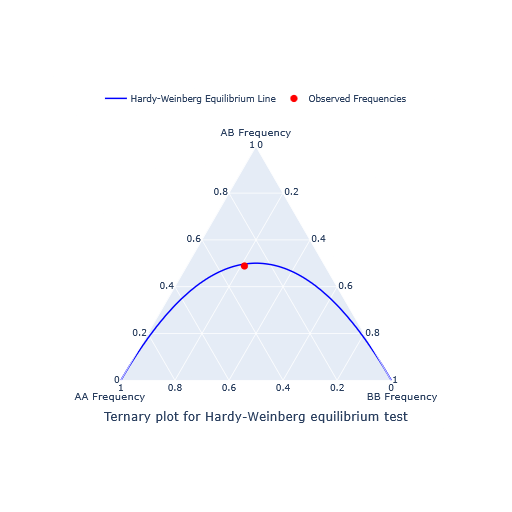 Hardy-Weinberg Equilibrium Line Observed Frequencies
AB Frequency
1 0
0.8 0.2
0.6 0.4
0.4 0.6
0.2 0.8
0 1
1 0.8 0.6 0.4 0.2 0
AA Frequency BB Frequency
Ternary plot for Hardy-Weinberg equilibrium test